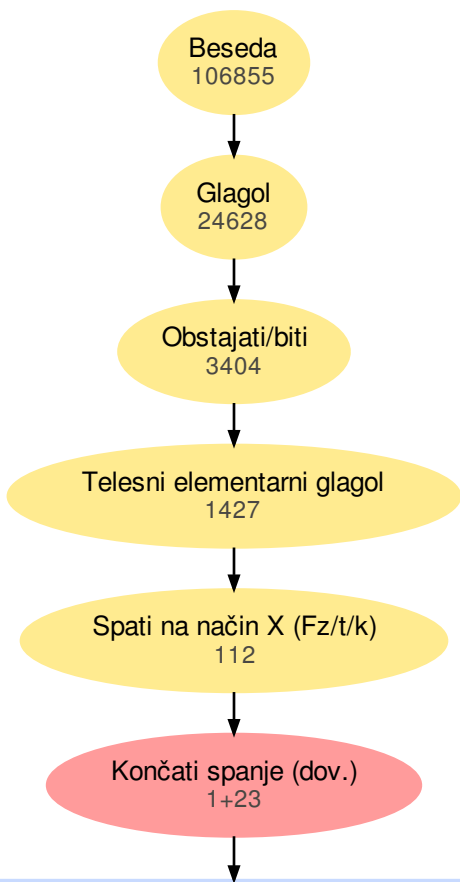 Beseda
106855
Glagol
24628
Obstajati/biti
3404
Telesni elementarni glagol
1427
Spati na način X (Fz/t/k)
112
Končati spanje (dov.)
1+23